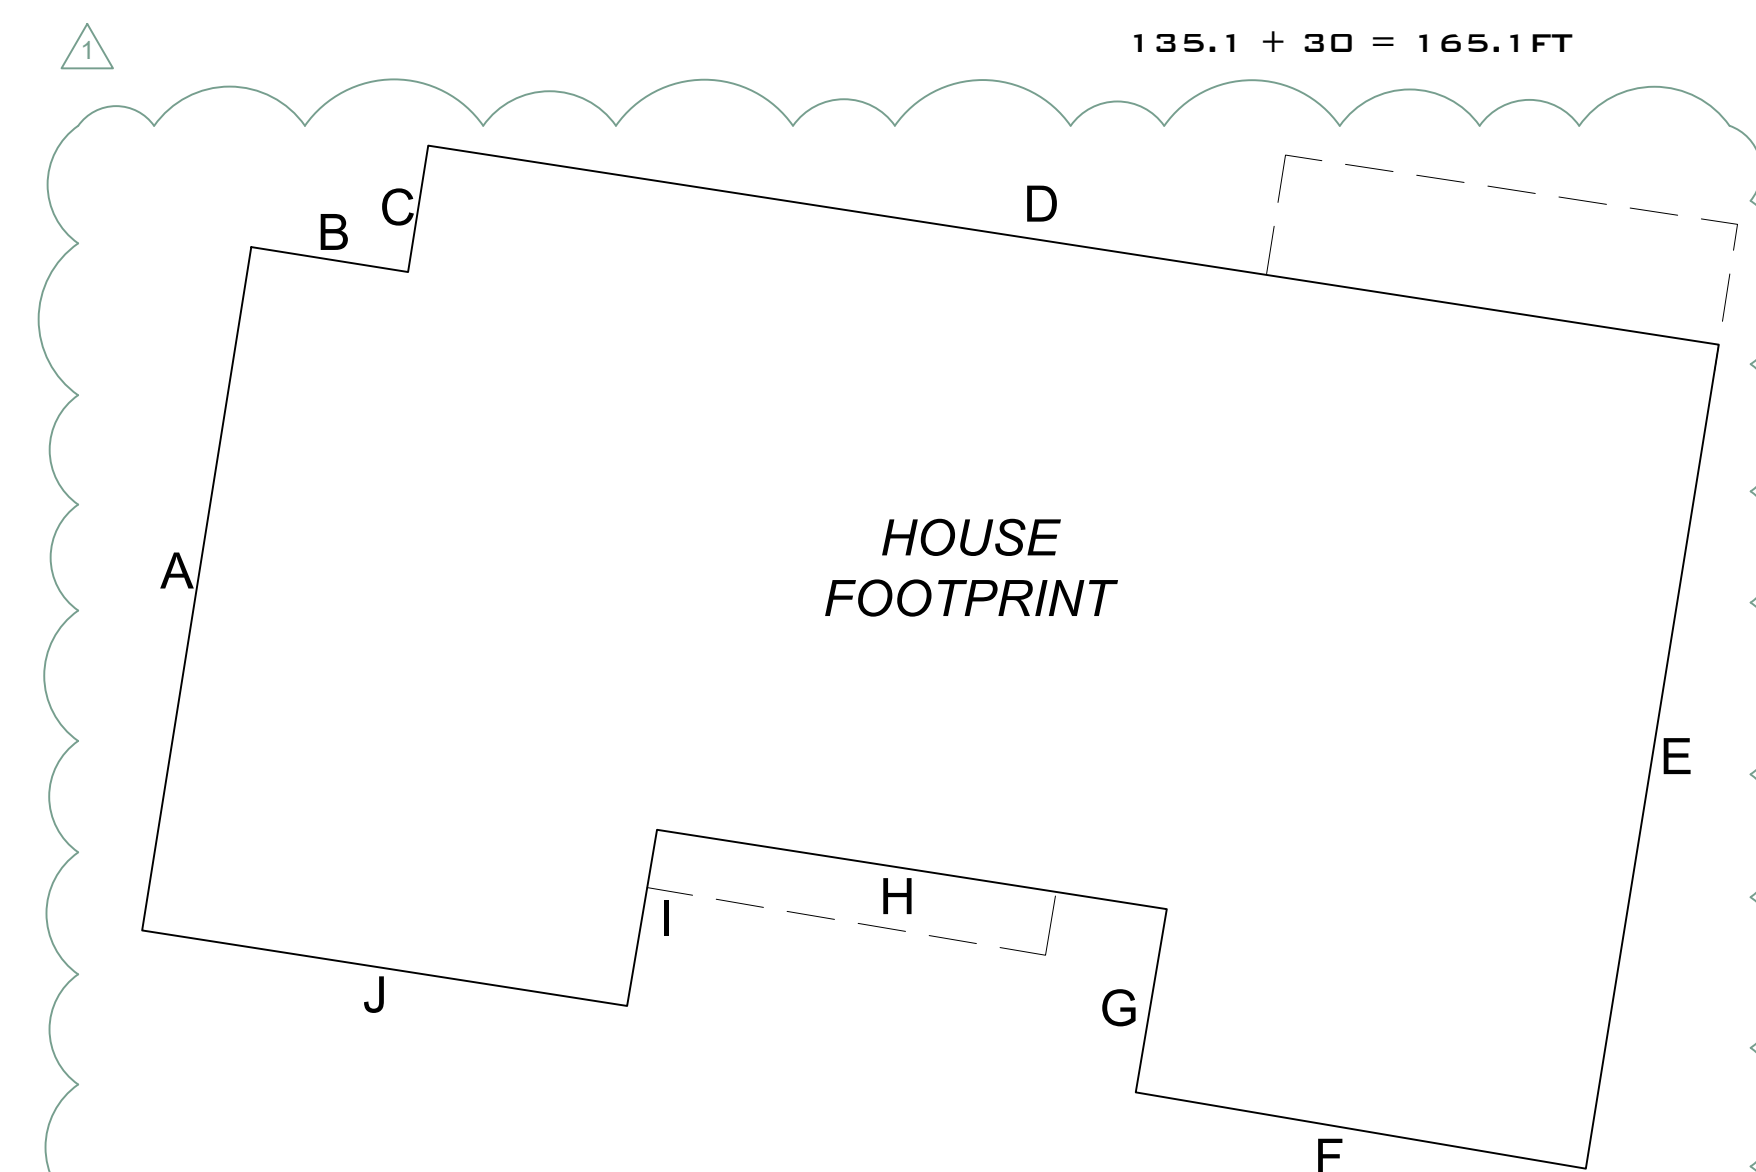 1
135.1 + 30 = 165.1FT
C
B
D
HOUSE
FOOTPRINT
A
E
H
I
J
G
F